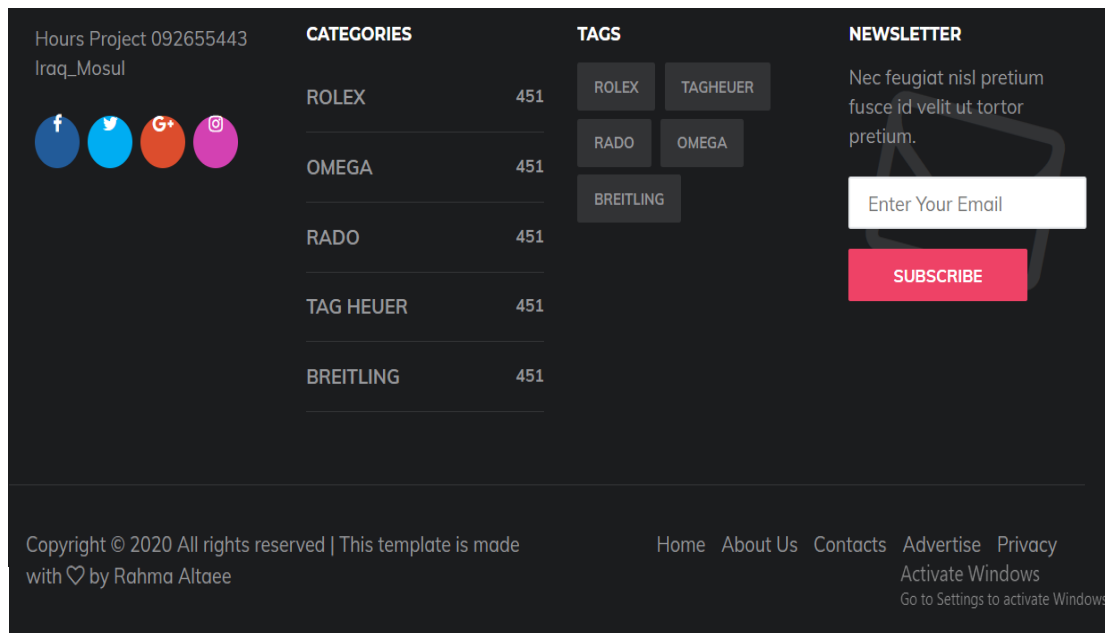 Hours Project 092655443
Iraq_Mosul
f
G+
CATEGORIES
ROLEX 451
OMEGA 451
RADO 451
TAG HEUER 451
BREITLING 451
TAGS
ROLEX TAGHEUER
RADO OMEGA
BREITLING
NEWSLETTER
Nec feugiat nisl pretium
fusce id velit ut tortor
pretium.
Enter Your Email
SUBSCRIBE
Copyright © 2020 All rights reserved | This template is made
with ♡ by Rahma Altaee
Home About Us Contacts Advertise Privacy
Activate Windows
Go to Settings to activate Windows